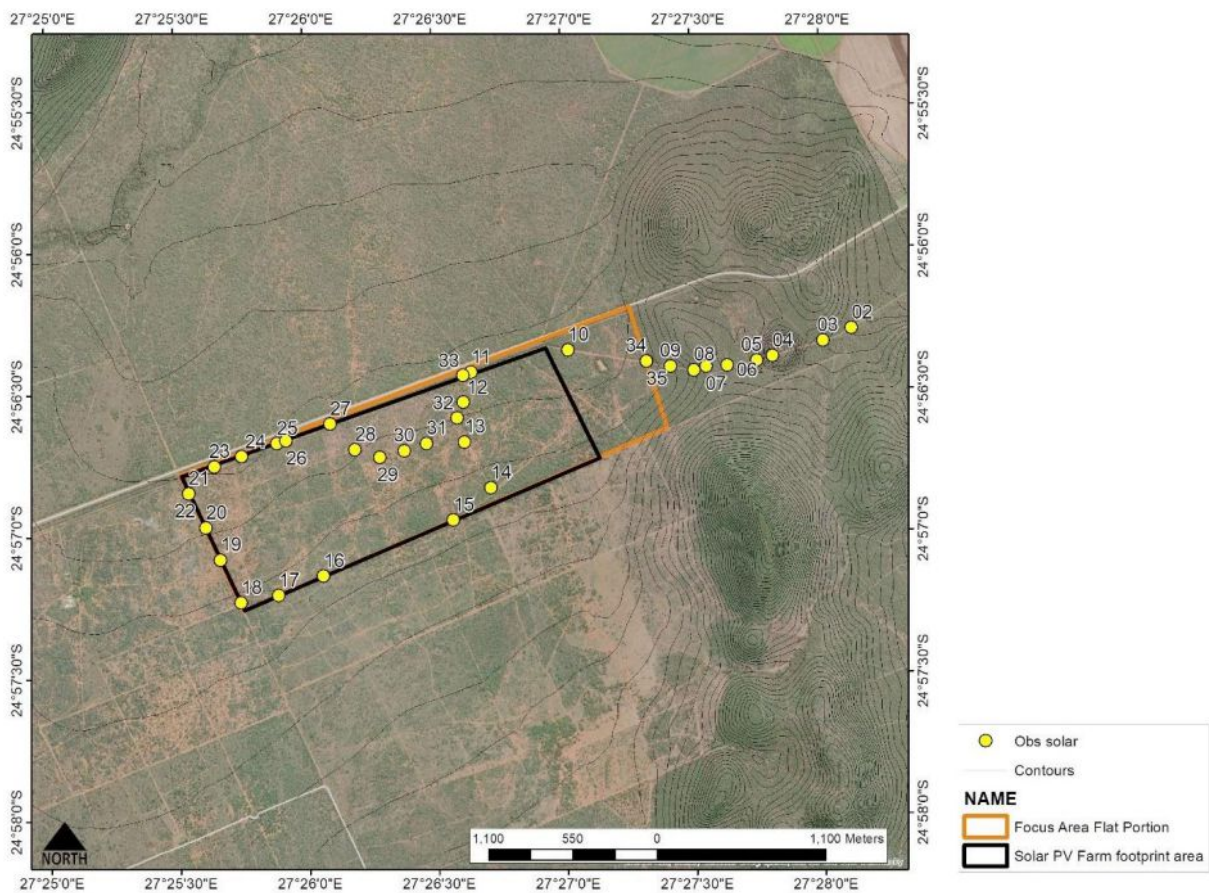 27°25'0"E 27°25'30"E 27°26'0"E 27°26'30"E 27°27'0"E 27°27'30"E 27°28'0"E
24°55'30"S 24°55'30"S
24°56'0"S 24°56'0"S
02
03
10
34 09 08 05 04
33 11
35 07 06
24°56'30"S 24°56'30"S
12
32
27
13
25 28 30 31
23 24
26
29
21
14
22 20
15
24°57'0"S 24°57'0"S
19
16
18 17
24°57'30"S 24°57'30"S
Obs solar
Contours
NAME
Focus Area Flat Portion
Solar PV Farm footprint area
24°58'0"S 24°58'0"S
1,100 550 0 1,100 Meters
NORTH
27°25'0"E 27°25'30"E 27°26'0"E 27°26'30"E 27°27'0"E 27°27'30"E 27°28'0"E